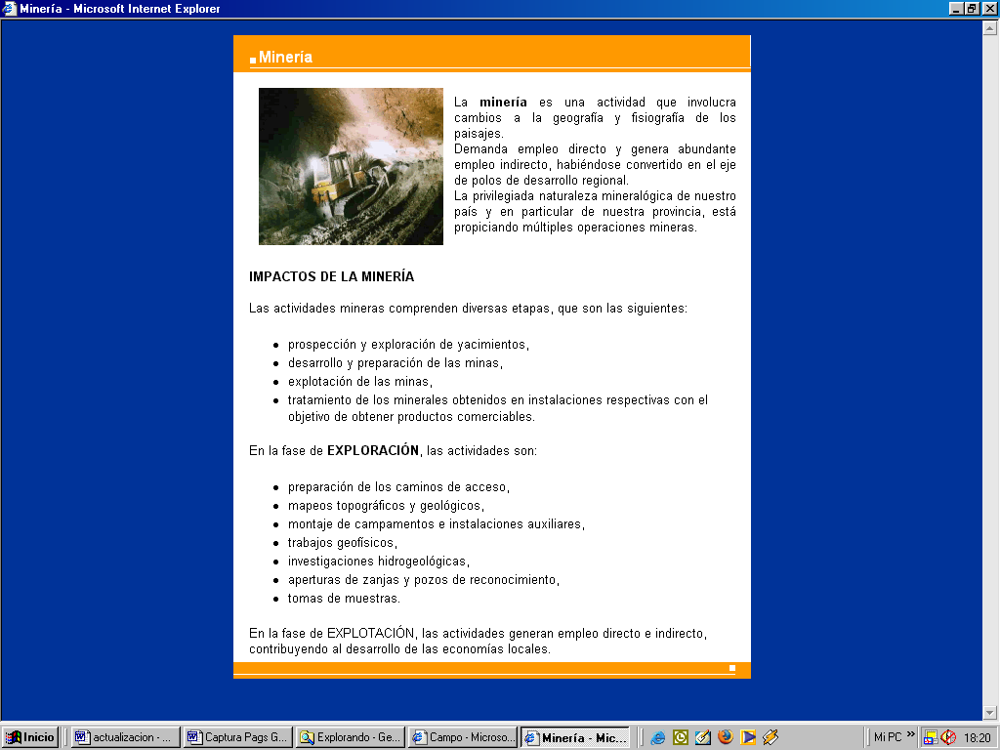 Minería - Microsoft Internet Explorer
Minería
La minería es una actividad que involucra
cambios a la geografía y fisiografía de los
paisajes.
Demanda empleo directo y genera abundante
empleo indirecto, habiéndose convertido en el eje
de polos de desarrollo regional.
La privilegiada naturaleza mineralógica de nuestro
país y en particular de nuestra provincia, está
propiciando múltiples operaciones mineras.
IMPACTOS DE LA MINERÍA
Las actividades mineras comprenden diversas etapas, que son las siguientes:
prospección y exploración de yacimientos,
desarrollo y preparación de las minas,
explotación de las minas,
tratamiento de los minerales obtenidos en instalaciones respectivas con el
objetivo de obtener productos comerciables.
En la fase de EXPLORACIÓN, las actividades son:
preparación de los caminos de acceso,
mapeos topográficos y geológicos,
montaje de campamentos e instalaciones auxiliares,
trabajos geofísicos,
investigaciones hidrogeológicas,
aperturas de zanjas y pozos de reconocimiento,
tomas de muestras.
En la fase de EXPLOTACIÓN, las actividades generan empleo directo e indirecto,
contribuyendo al desarrollo de las economías locales.
Inicio actualizacion - ... Captura Pags G... Explorando - Ge... Campo - Microso... Minería - Mic... Mi PC » 18:20